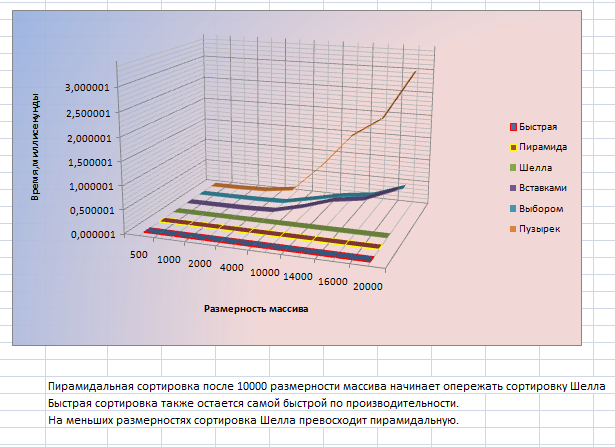 Время,миллисекунды
3,000001
2,500001
2,000001
1,500001
1,000001
0,500001
0,000001
500
1000
2000
4000
10000
14000
16000
20000
Размерность массива
Быстрая
Пирамида
Шелла
Вставками
Выбором
Пузырек
Пирамидальная сортировка после 10000 размерности массива начинает опережать сортировку Шелла
Быстрая сортировка также остается самой быстрой по производительности.
На меньших размерностях сортировка Шелла превосходит пирамидальную.